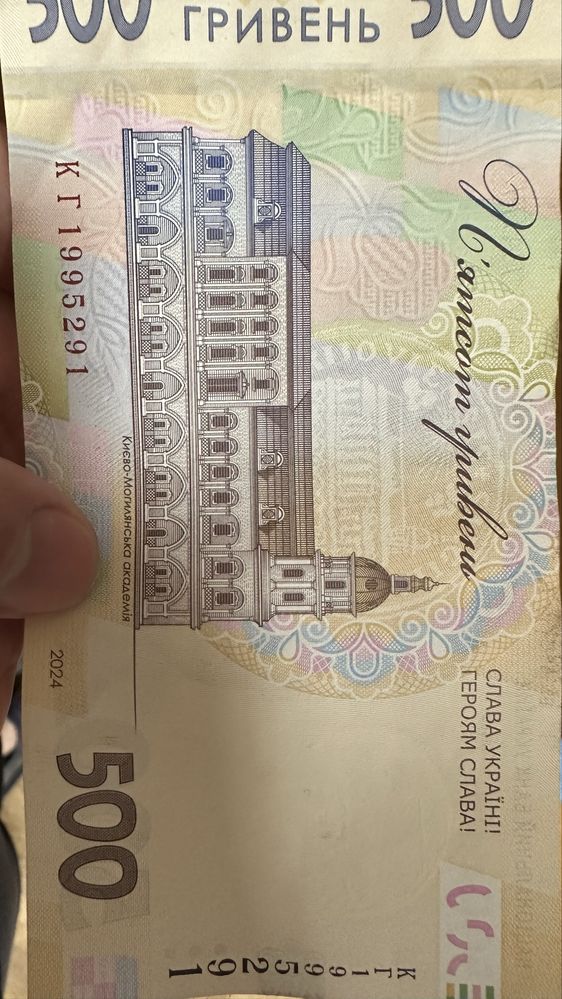 500 ГРИВЕНЬ 500
П'ятсот гривень
СЛАВА УКРАЇНІ!
ГЕРОЯМ СЛАВА!
КГ1995291
Києво-Могилянська академія
2024
500
КГ1995291